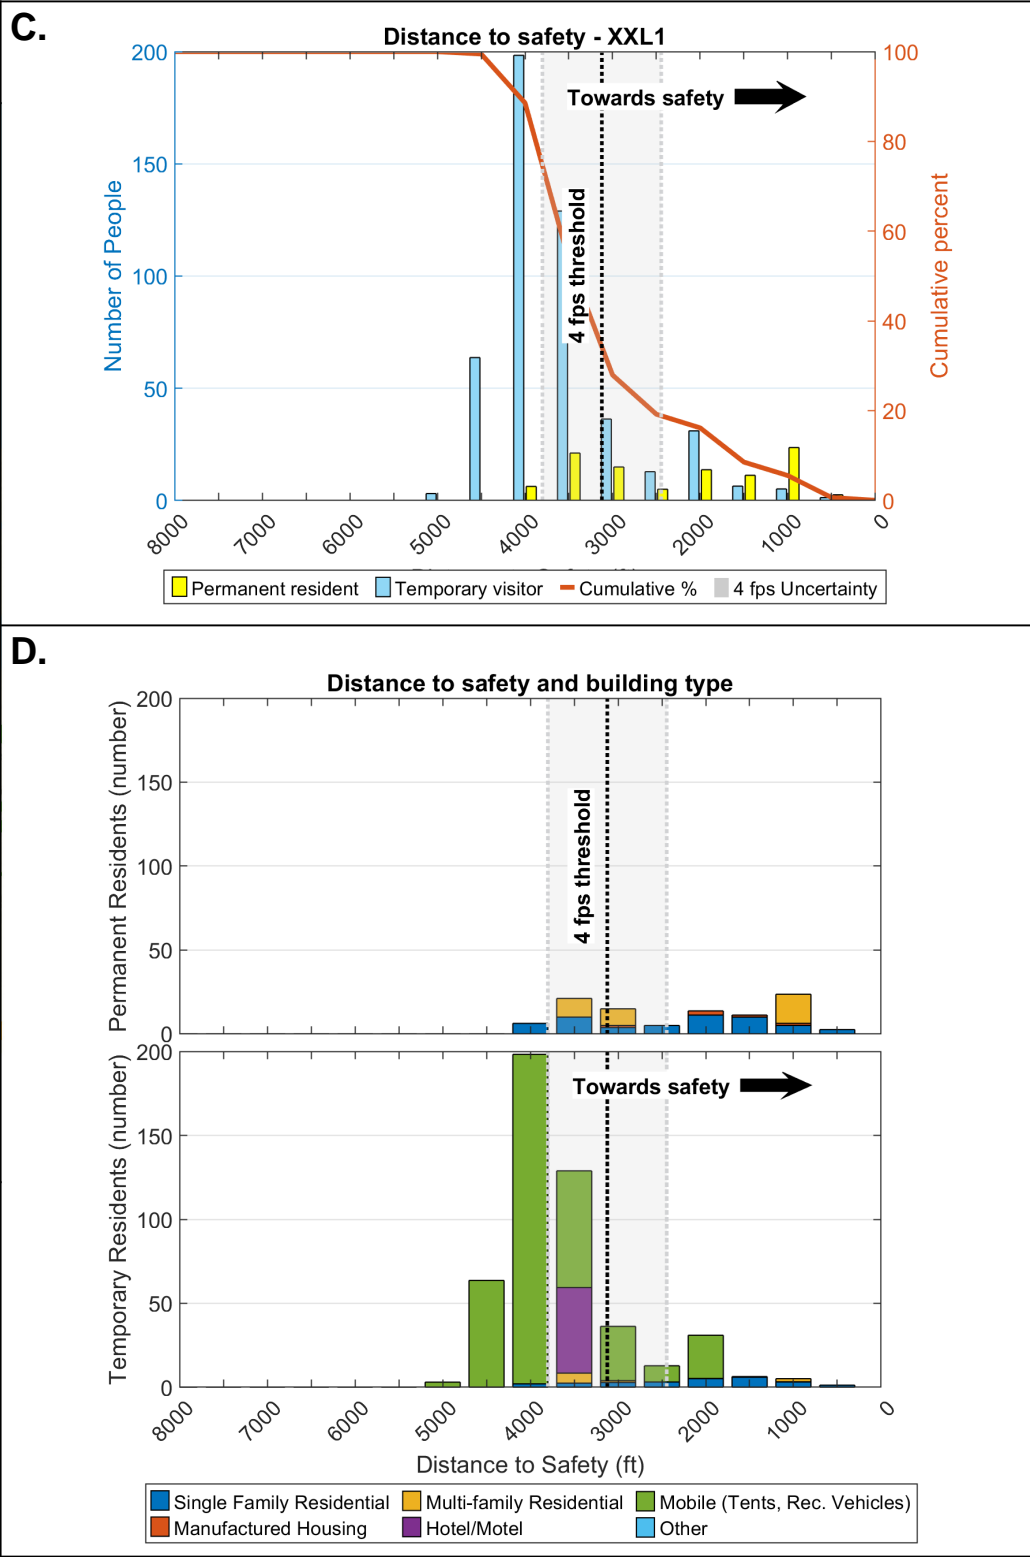 C.
Distance to safety - XXL1
200
150
100
50
0
Number of People
100
80
60
40
20
0
Cumulative percent
Towards safety
4 fps threshold
8000
7000
6000
5000
4000
3000
2000
1000
0
Permanent resident
Temporary visitor
Cumulative %
4 fps Uncertainty
D.
Distance to safety and building type
200
150
100
50
0
Permanent Residents (number)
4 fps threshold
200
150
100
50
0
Temporary Residents (number)
Towards safety
8000
7000
6000
5000
4000
3000
2000
1000
0
Distance to Safety (ft)
Single Family Residential
Multi-family Residential
Mobile (Tents, Rec. Vehicles)
Manufactured Housing
Hotel/Motel
Other